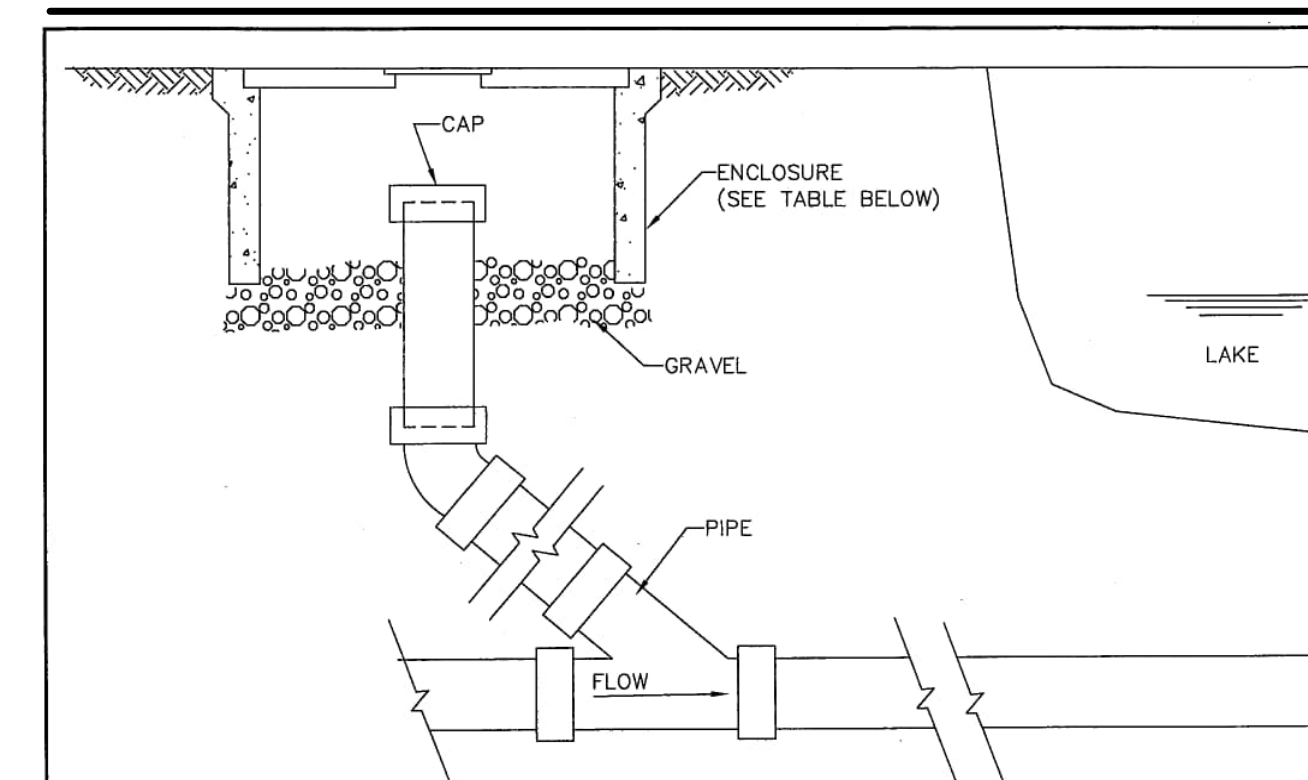 CAP
ENCLOSURE
(SEE TABLE BELOW)
LAKE
GRAVEL
PIPE
FLOW